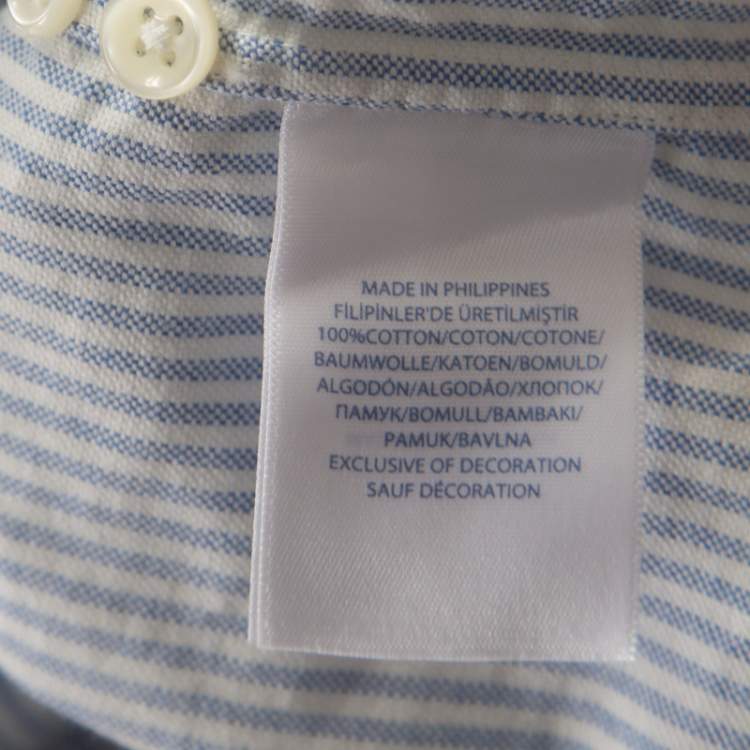 MADE IN PHILIPPINES
FİLİPİNLER'DE ÜRETİLMİŞTİR
100%COTTON/COTON/COTONE/
BAUMWOLLE/KATOEN/BOMULD/
ALGODÓN/ALGODÃO/ХЛОПОК/
ПАМУК/BOMULL/BAMBAKI/
PAMUK/BAVLNA
EXCLUSIVE OF DECORATION
SAUF DÉCORATION